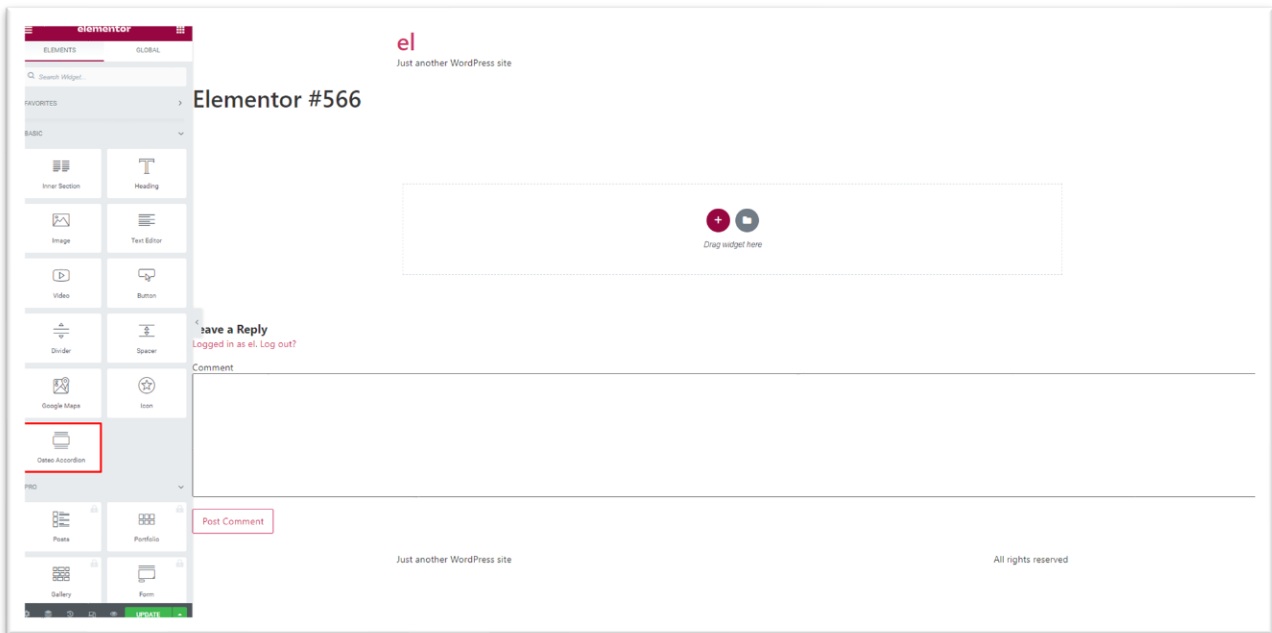 elementor
ELEMENTS GLOBAL
Search Widget...
FAVORITES
BASIC
Inner Section Heading
Image Text Editor
Video Button
Divider Spacer
Google Maps Icon
Ostec Accordion
PRO
Posts Portfolio
Gallery Form
UPDATE
el
Just another WordPress site
Elementor #566
Drag widget here
eave a Reply
Logged in as el. Log out?
Comment
Post Comment
Just another WordPress site All rights reserved